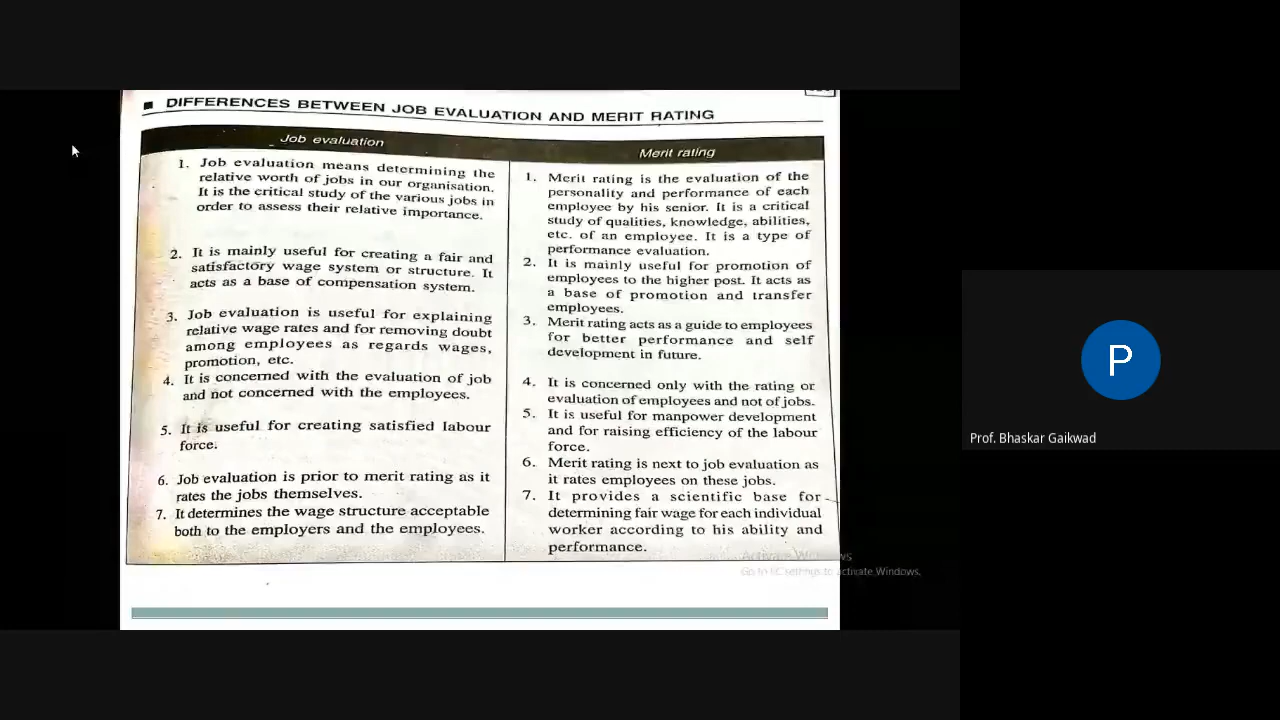 DIFFERENCES BETWEEN JOB EVALUATION AND MERIT RATING
Job evaluation
1. Job evaluation means determining the
relative worth of jobs in our organisation.
It is the critical study of the various jobs in
order to assess their relative importance.
2. It is mainly useful for creating a fair and
satisfactory wage system or structure. It
acts as a base of compensation system.
3. Job evaluation is useful for explaining
relative wage rates and for removing doubt
among employees as regards wages,
promotion, etc.
4. It is concerned with the evaluation of job
and not concerned with the employees.
5. It is useful for creating satisfied labour
force.
6. Job evaluation is prior to merit rating as it
rates the jobs themselves.
7. It determines the wage structure acceptable
both to the employers and the employees.
Merit rating
1. Merit rating is the evaluation of the
personality and performance of each
employee by his senior. It is a critical
study of qualities, knowledge, abilities,
etc. of an employee. It is a type of
performance evaluation.
2. It is mainly useful for promotion of
employees to the higher post. It acts as
a base of promotion and transfer
employees.
3. Merit rating acts as a guide to employees
for better performance and self
development in future.
4. It is concerned only with the rating or
evaluation of employees and not of jobs.
5. It is useful for manpower development
and for raising efficiency of the labour
force.
6. Merit rating is next to job evaluation as
it rates employees on these jobs.
7. It provides a scientific base for
determining fair wage for each individual
worker according to his ability and
performance.
Activate Windows
Go to PC settings to activate Windows.
P
Prof. Bhaskar Gaikwad